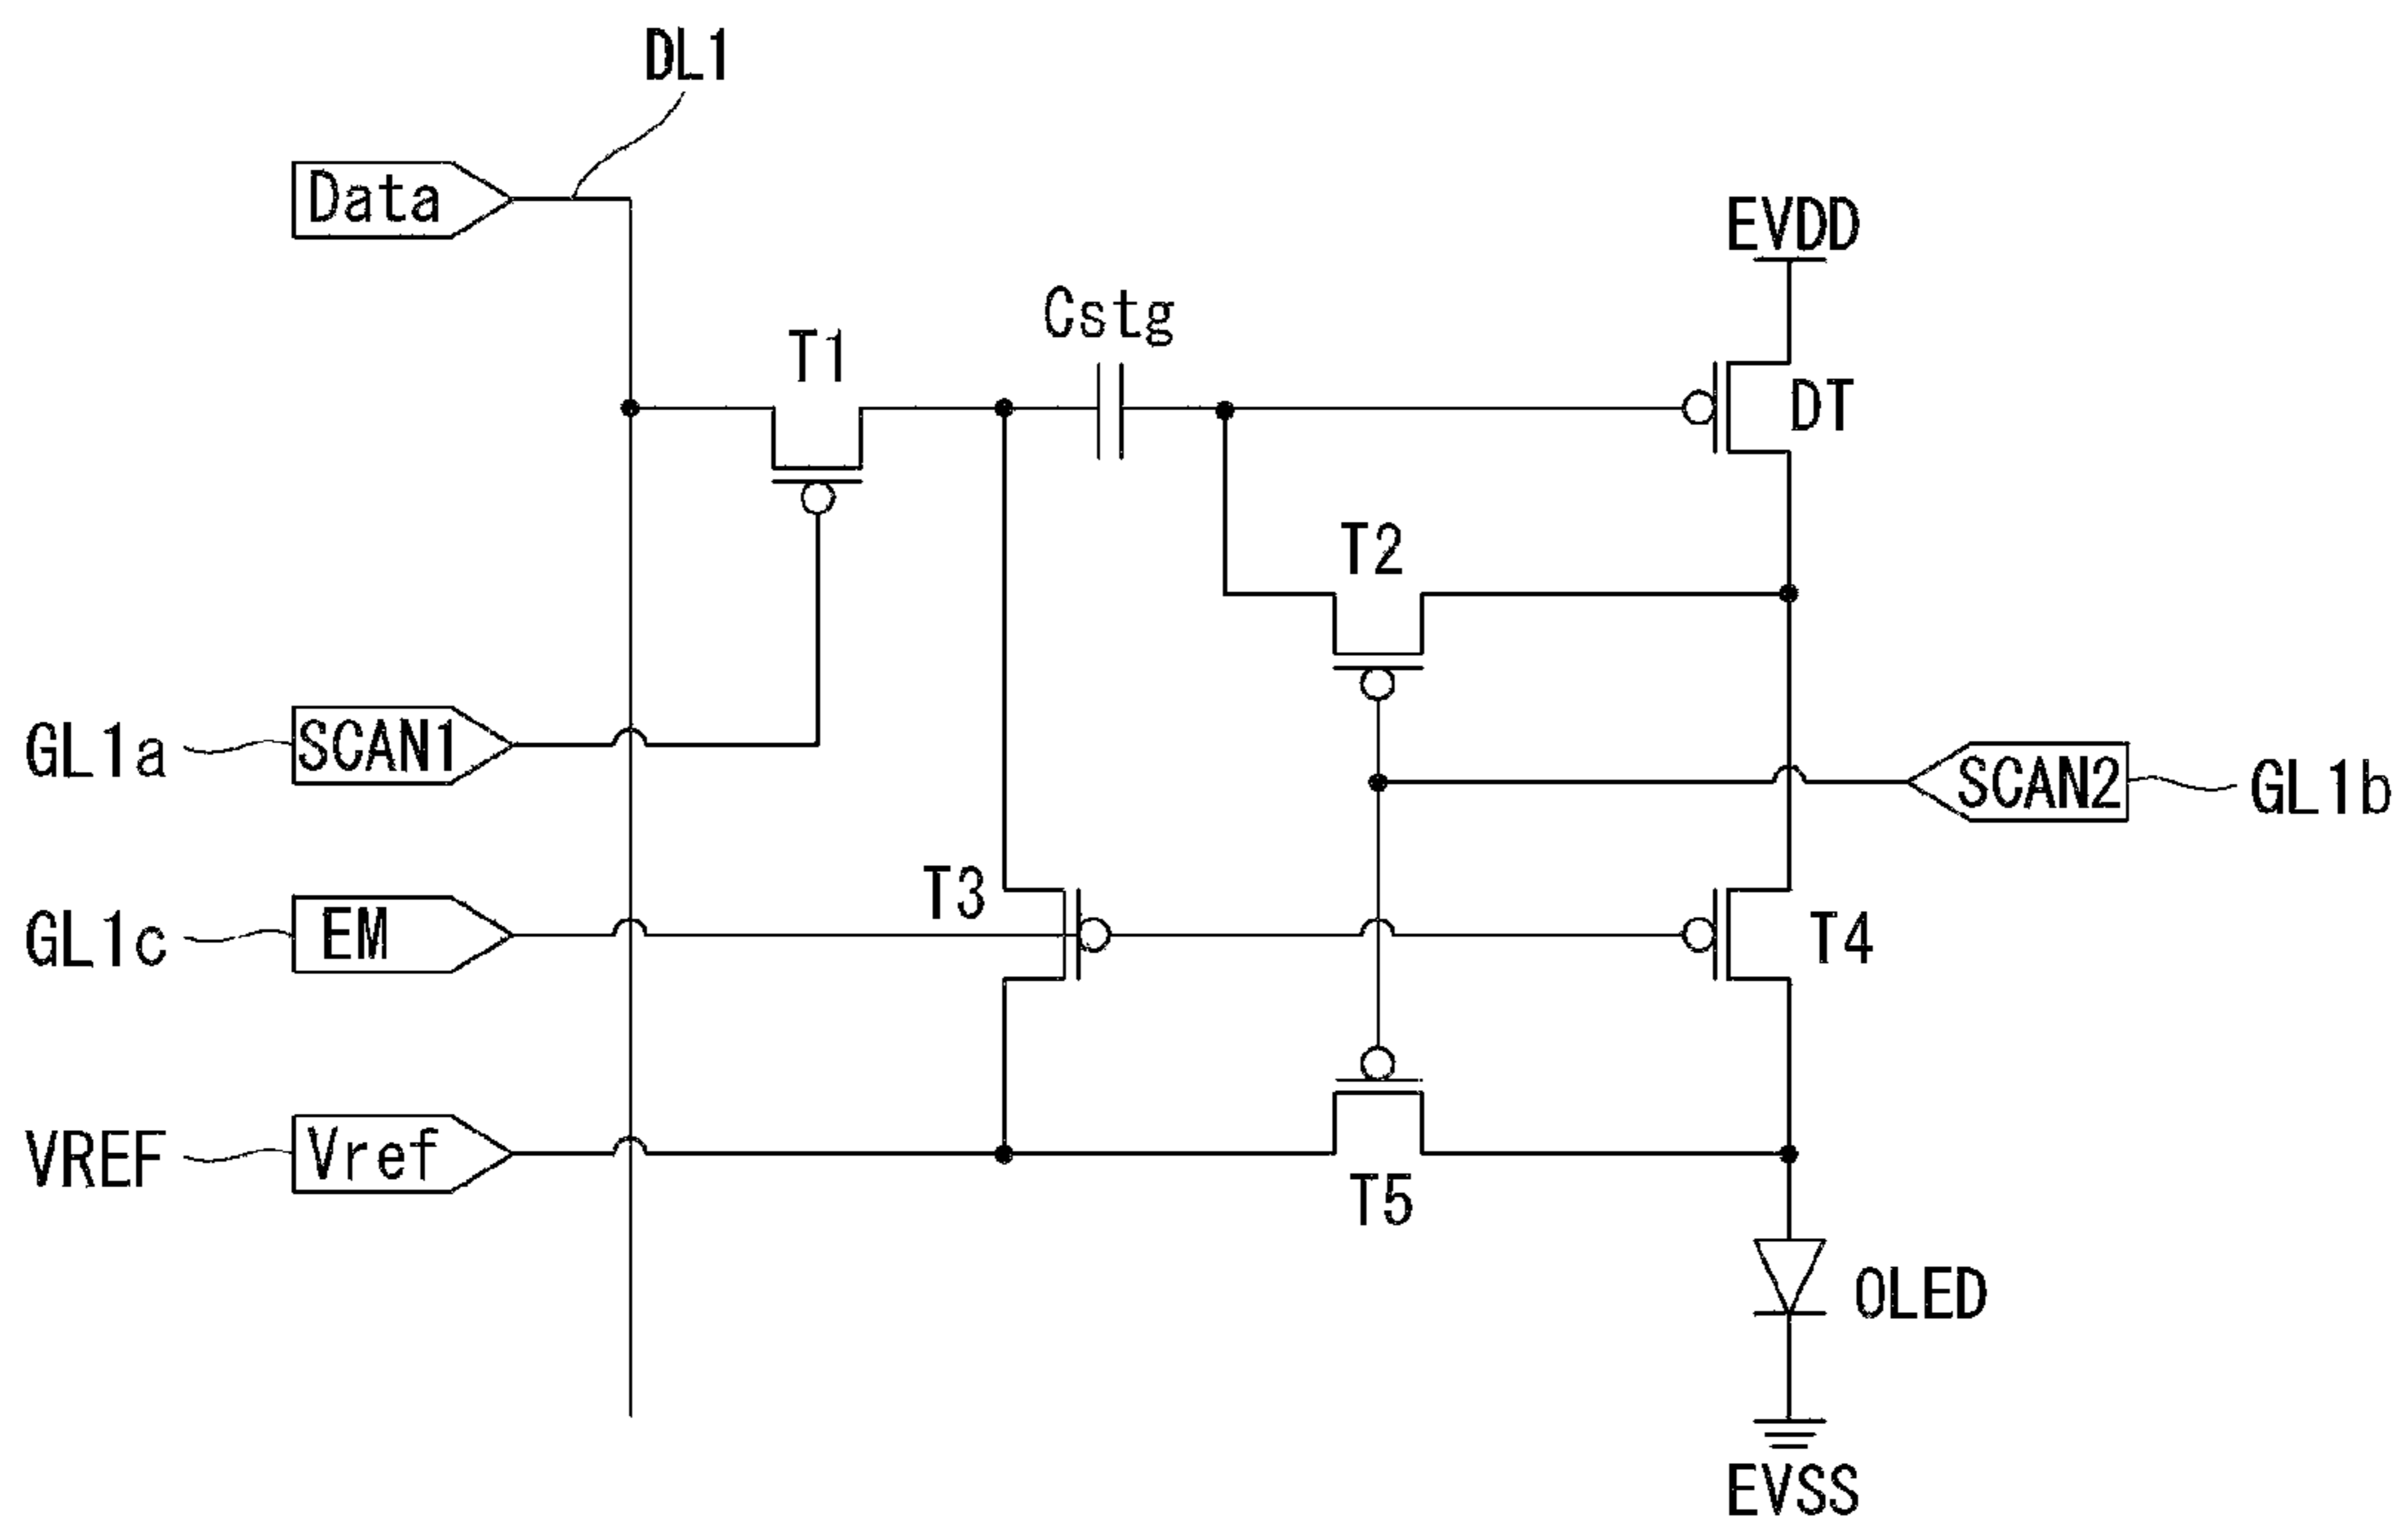 DL1
Data
EVDD
Cstg
T1
DT
T2
GL1a
SCAN1
SCAN2
GL1b
T3
GL1c
EM
T4
VREF
Vref
T5
OLED
EVSS